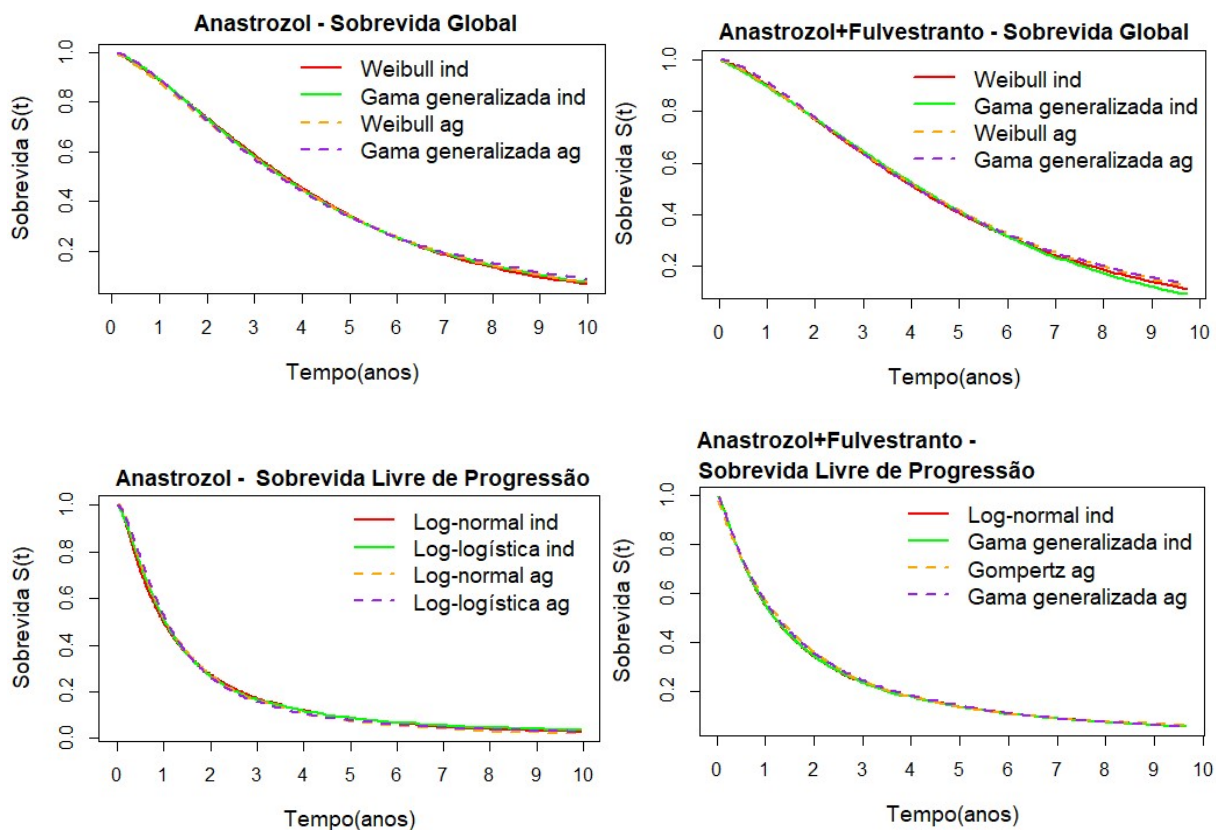 Anastrozol - Sobrevida Global
Sobrevida S(t)
1.0
0.8
0.6
0.4
0.2
Weibull ind
Gama generalizada ind
Weibull ag
Gama generalizada ag
0 1 2 3 4 5 6 7 8 9 10
Tempo(anos)
Anastrozol+Fulvestranto - Sobrevida Global
Sobrevida S(t)
1.0
0.8
0.6
0.4
0.2
Weibull ind
Gama generalizada ind
Weibull ag
Gama generalizada ag
0 1 2 3 4 5 6 7 8 9 10
Tempo(anos)
Anastrozol - Sobrevida Livre de Progressão
Sobrevida S(t)
1.0
0.8
0.6
0.4
0.2
0.0
Log-normal ind
Log-logística ind
Log-normal ag
Log-logística ag
0 1 2 3 4 5 6 7 8 9 10
Tempo(anos)
Anastrozol+Fulvestranto -
Sobrevida Livre de Progressão
Sobrevida S(t)
1.0
0.8
0.6
0.4
0.2
Log-normal ind
Gama generalizada ind
Gompertz ag
Gama generalizada ag
0 1 2 3 4 5 6 7 8 9 10
Tempo(anos)